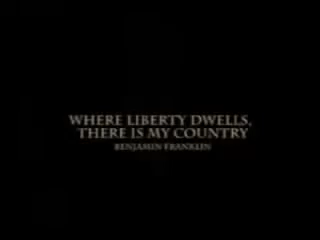 WHERE LIBERTY DWELLS,
THERE IS MY COUNTRY
BENJAMIN FRANKLIN